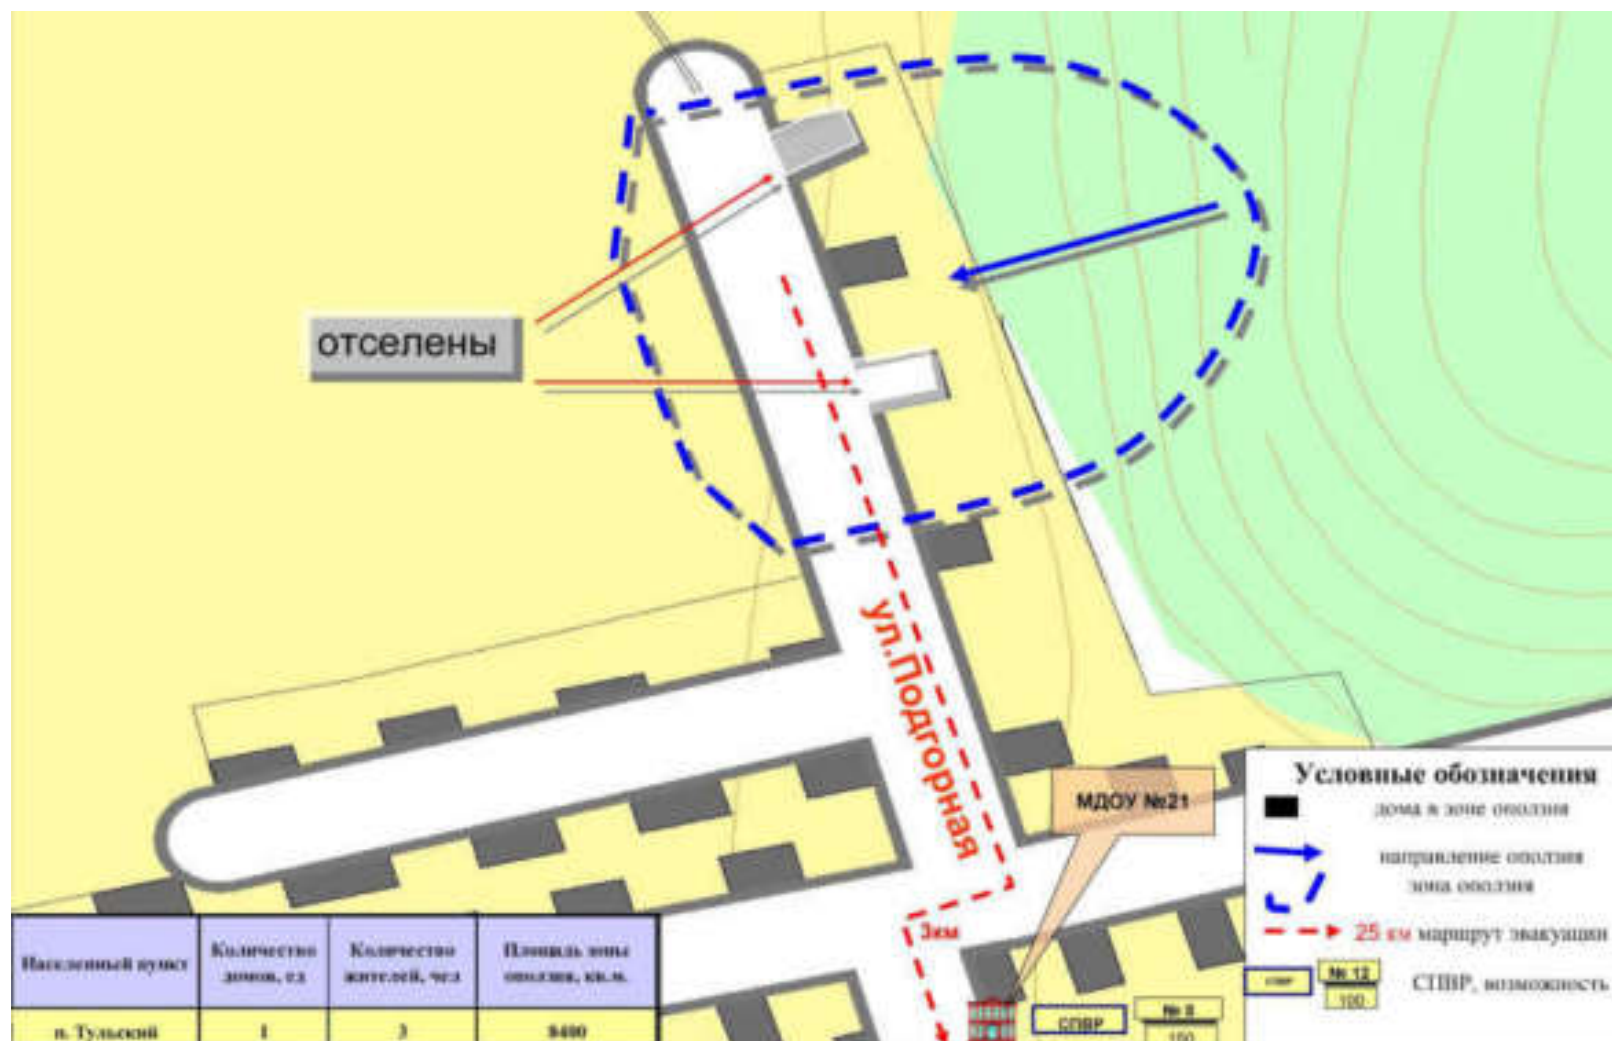 отселены
ул.Подгорная
МДОУ №21
3км
Условные обозначения
дома в зоне оползня
направление оползня
зона оползня
25 км маршрут эвакуации
СПВР
№ 12
100
СПВР, возможность
Населенный пункт
Количество
домов, ед
Количество
жителей, чел
Площадь зоны
оползня, кв.м.
п. Тульский
1
3
8400
СПВР
№ 8
100